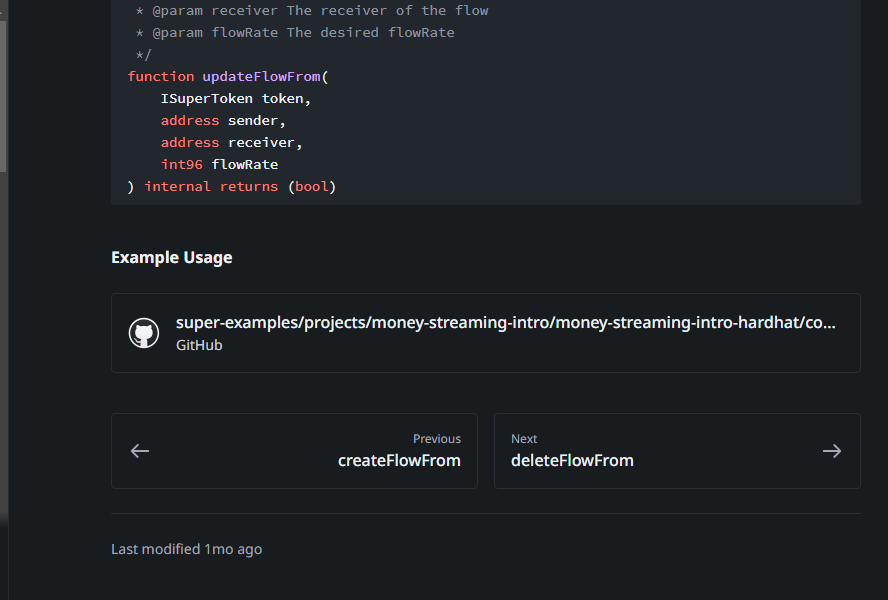 * @param receiver The receiver of the flow
* @param flowRate The desired flowRate
*/
function updateFlowFrom(
ISuperToken token,
address sender,
address receiver,
int96 flowRate
) internal returns (bool)
Example Usage
super-examples/projects/money-streaming-intro/money-streaming-intro-hardhat/co...
GitHub
Previous
createFlowFrom
Next
deleteFlowFrom
Last modified 1mo ago